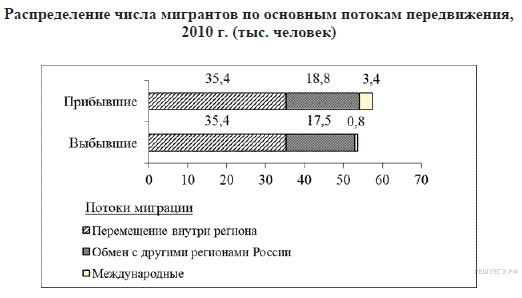 Распределение числа мигрантов по основным потокам передвижения,
2010 г. (тыс. человек)
35,4 18,8 3,4
Прибывшие
35,4 17,5 0,8
Выбывшие
0 10 20 30 40 50 60 70
Потоки миграции
Перемещение внутри региона
Обмен с другими регионами России
Международные
РЕШУЕГЭ.РФ